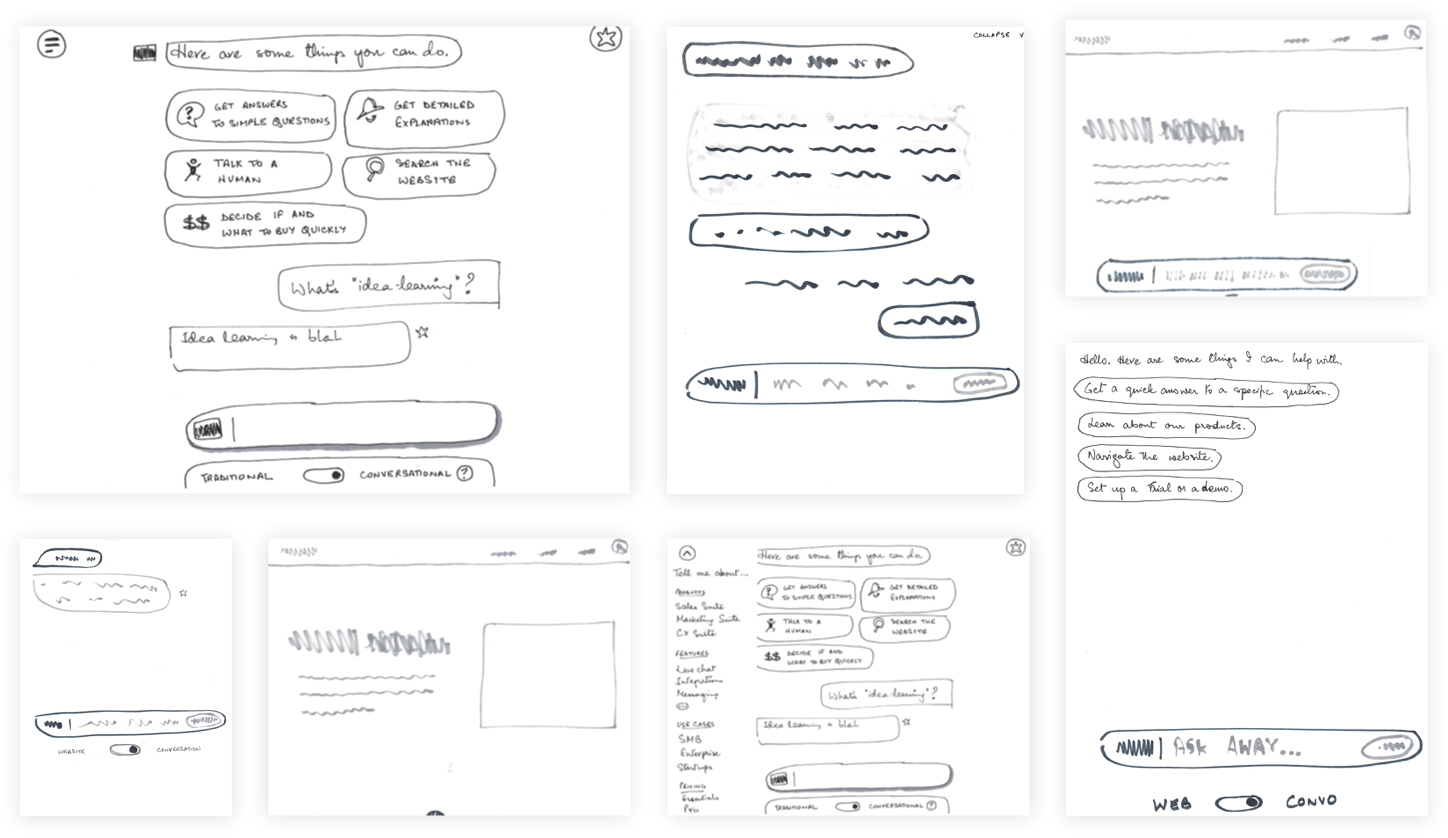 Here are some things you can do.
GET ANSWERS
TO SIMPLE QUESTIONS
GET DETAILED
EXPLANATIONS
TALK TO A
HUMAN
SEARCH THE
WEBSITE
$$ DECIDE IF AND
WHAT TO BUY QUICKLY
What's "idea-learning"?
Idea learning is blah
TRADITIONAL CONVERSATIONAL ?
COLLAPSE V
Hello. Here are some things I can help with.
Get a quick answer to a specific question.
Learn about our products.
Navigate the website.
Set up a Trial or a demo.
ASK AWAY...
WEB CONVO
WEBSITE CONVERSATION
Here are some things you can do.
Tell me about...
PRODUCTS
Sales Suite
Marketing Suite
CX Suite
FEATURES
Live chat
Integrations
Messaging
USE CASES
SMB
Enterprise
Startups
PRICING
Essentials
Pro
GET ANSWERS
TO SIMPLE QUESTIONS
GET DETAILED
EXPLANATIONS
TALK TO A
HUMAN
SEARCH THE
WEBSITE
$$ DECIDE IF AND
WHAT TO BUY QUICKLY
What's "idea-learning"?
Idea learning is blah
TRADITIONAL CONVERSATIONAL ?